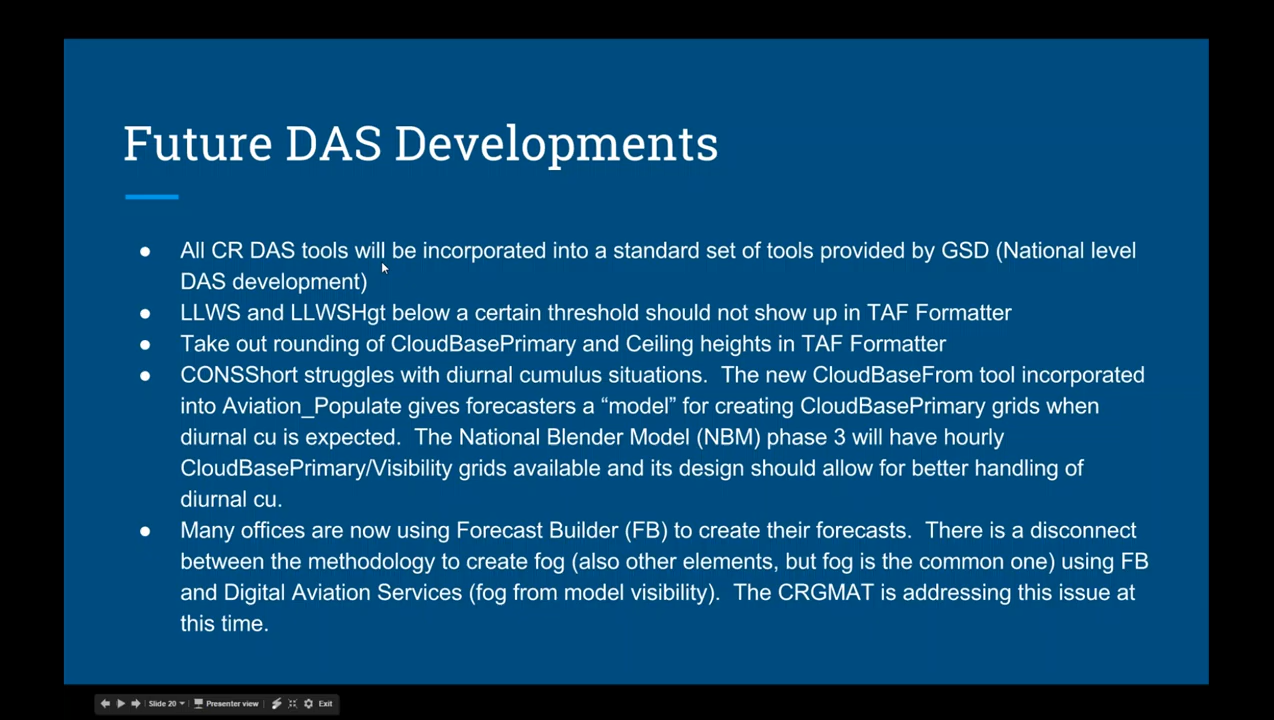 Future DAS Developments
● All CR DAS tools will be incorporated into a standard set of tools provided by GSD (National level
DAS development)
● LLWS and LLWSHgt below a certain threshold should not show up in TAF Formatter
● Take out rounding of CloudBasePrimary and Ceiling heights in TAF Formatter
● CONSShort struggles with diurnal cumulus situations.  The new CloudBaseFrom tool incorporated
into Aviation_Populate gives forecasters a “model” for creating CloudBasePrimary grids when
diurnal cu is expected.  The National Blender Model (NBM) phase 3 will have hourly
CloudBasePrimary/Visibility grids available and its design should allow for better handling of
diurnal cu.
● Many offices are now using Forecast Builder (FB) to create their forecasts.  There is a disconnect
between the methodology to create fog (also other elements, but fog is the common one) using FB
and Digital Aviation Services (fog from model visibility).  The CRGMAT is addressing this issue at
this time.
Slide 20 Presenter view Exit